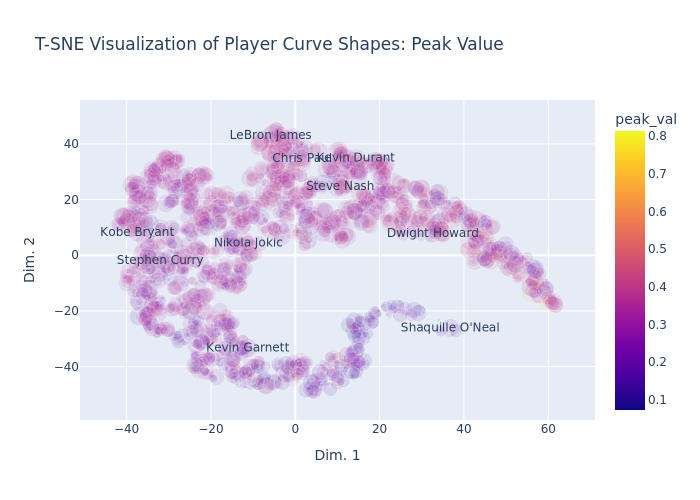 T-SNE Visualization of Player Curve Shapes: Peak Value
peak_val
0.8
0.7
0.6
0.5
0.4
0.3
0.2
0.1
40
20
0
−20
−40
Dim. 2
LeBron James
Chris Paul
Kevin Durant
Steve Nash
Kobe Bryant
Nikola Jokic
Dwight Howard
Stephen Curry
Shaquille O'Neal
Kevin Garnett
−40
−20
0
20
40
60
Dim. 1